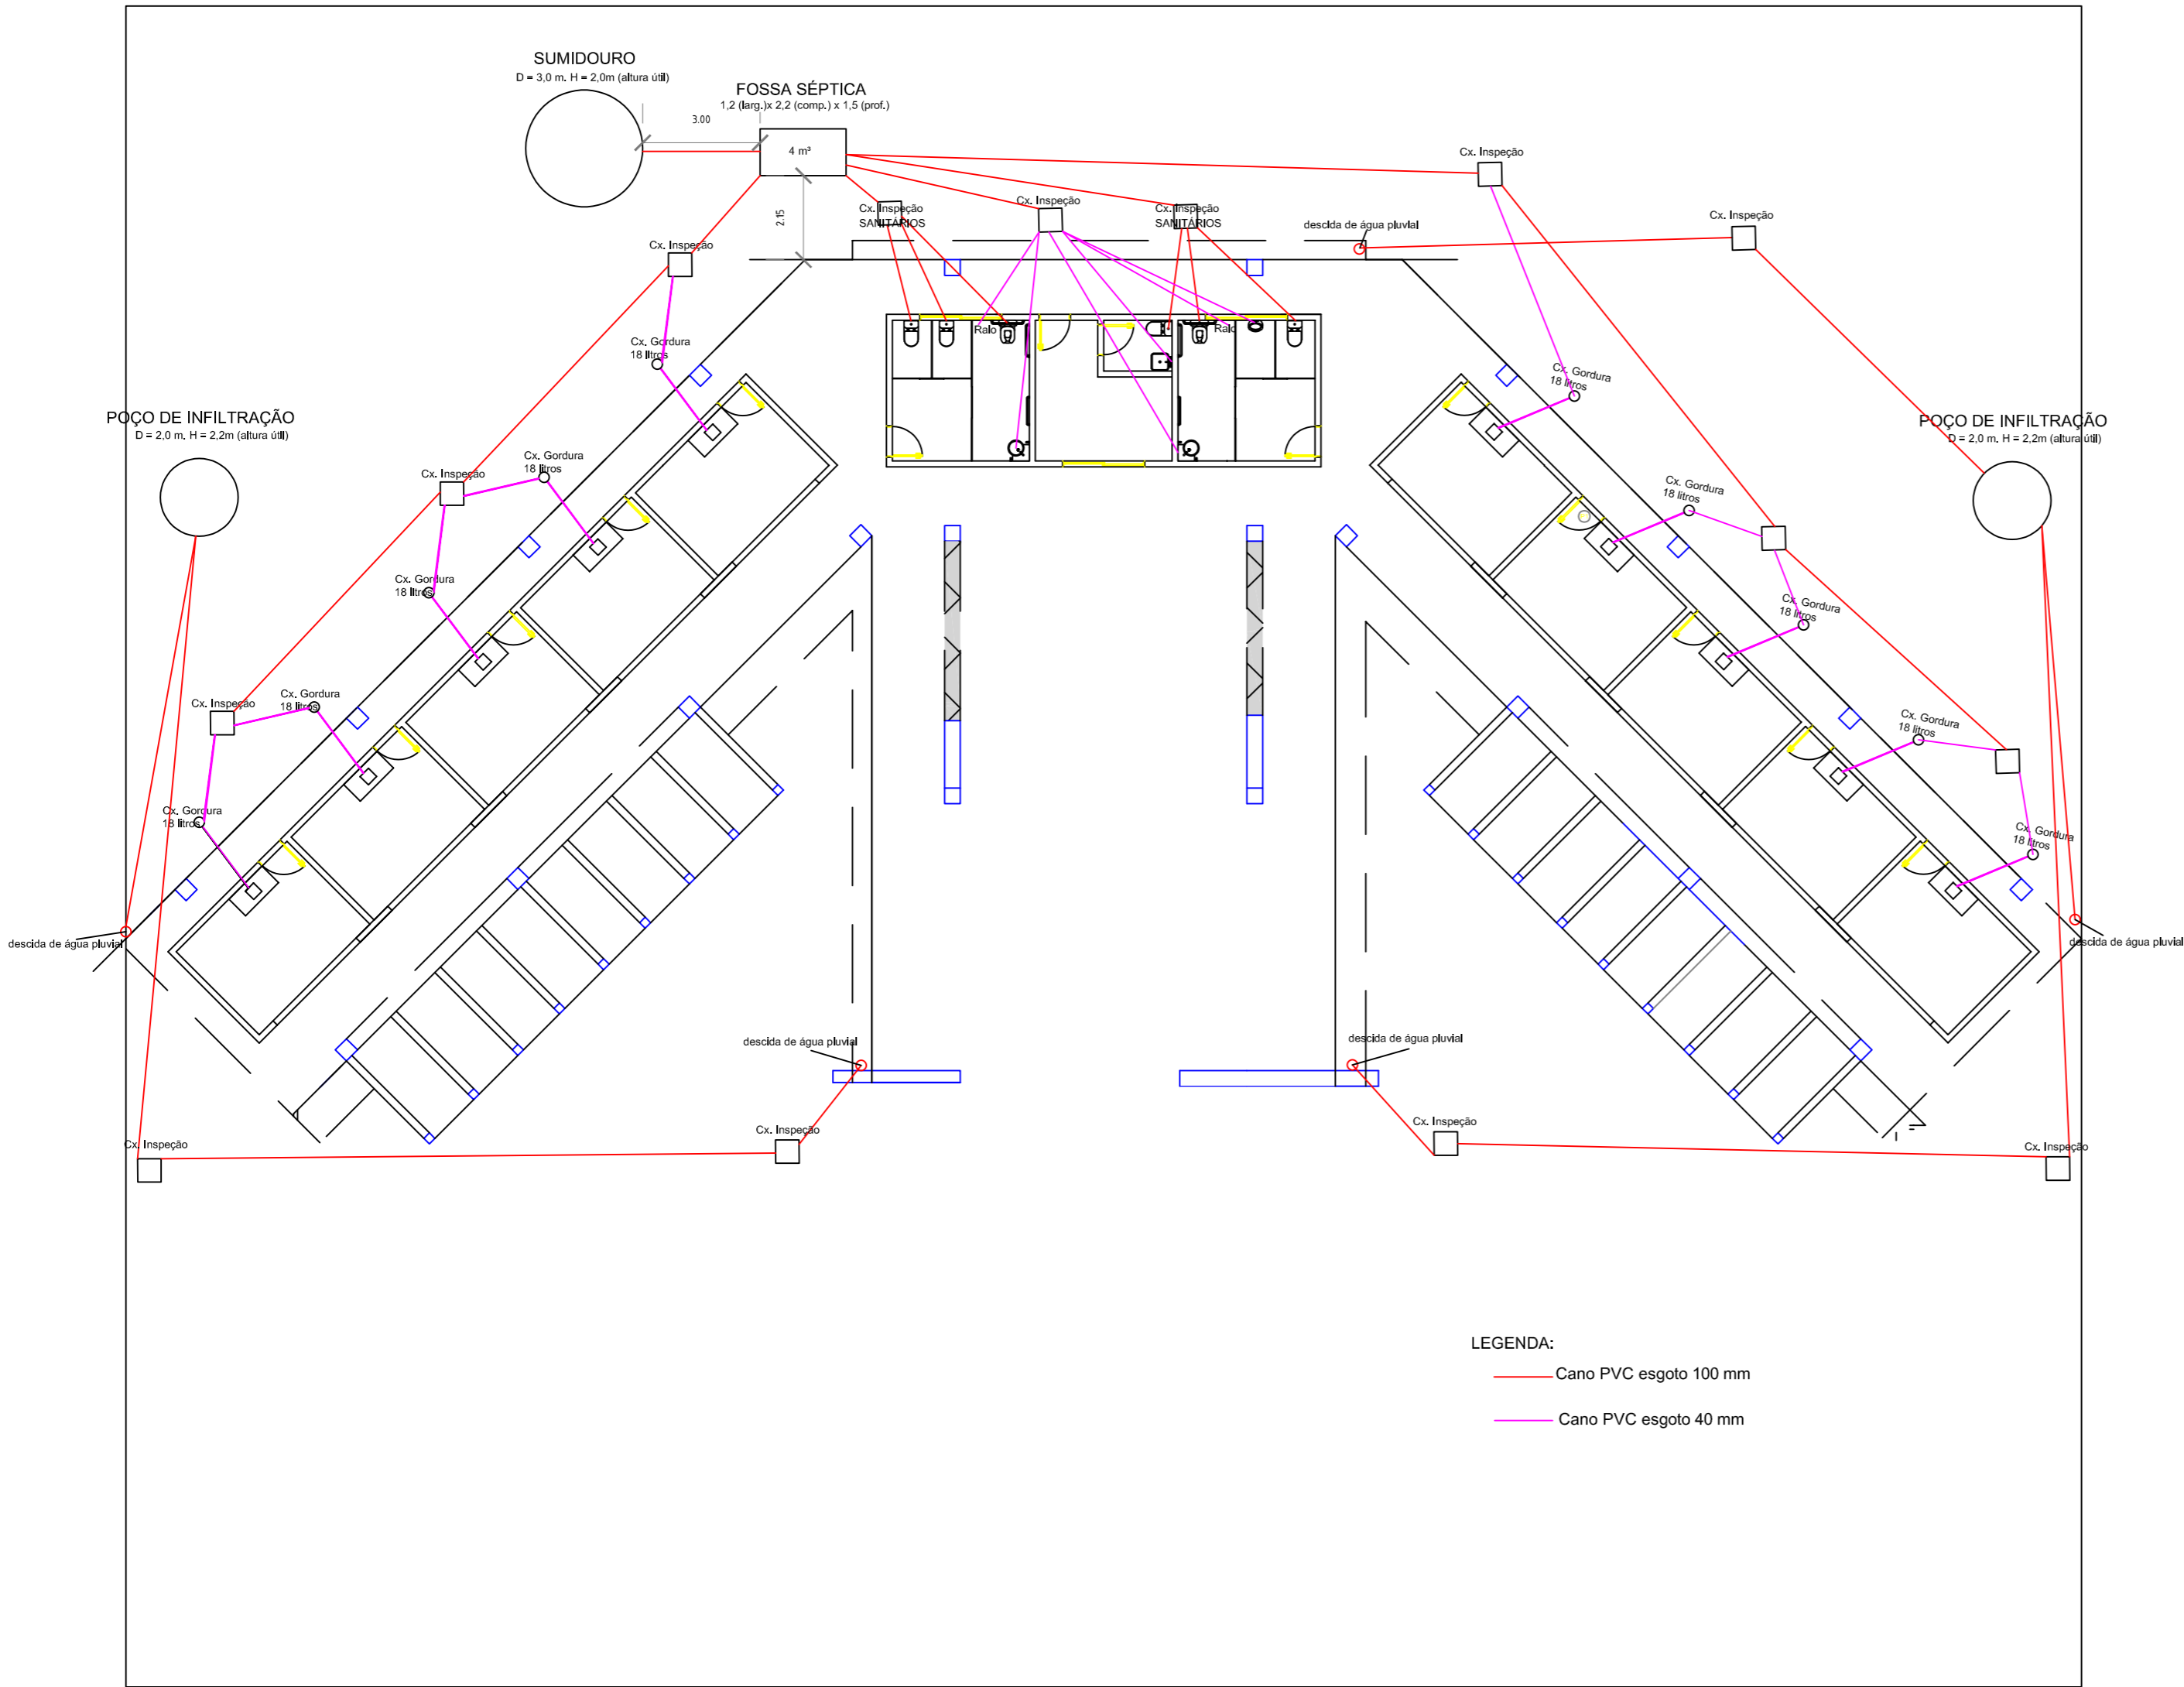 SUMIDOURO
D = 3,0 m. H = 2,0m (altura útil)
FOSSA SÉPTICA
1,2 (larg.)x 2,2 (comp.) x 1,5 (prof.)
3.00
4 m³
Cx. Inspeção
2.15
Cx. Inspeção
SANITÁRIOS
Cx. Inspeção
Cx. Inspeção
SANITÁRIOS
descida de água pluvial
Cx. Inspeção
Cx. Inspeção
Ralo
Ralo
Cx. Gordura
18 litros
Cx. Gordura
18 litros
POÇO DE INFILTRAÇÃO
D = 2,0 m. H = 2,2m (altura útil)
POÇO DE INFILTRAÇÃO
D = 2,0 m. H = 2,2m (altura útil)
Cx. Gordura
18 litros
Cx. Inspeção
Cx. Gordura
18 litros
Cx. Gordura
18 litros
Cx. Gordura
18 litros
Cx. Gordura
18 litros
Cx. Inspeção
Cx. Gordura
18 litros
Cx. Gordura
18 litros
Cx. Gordura
18 litros
descida de água pluvial
descida de água pluvial
descida de água pluvial
descida de água pluvial
Cx. Inspeção
Cx. Inspeção
Cx. Inspeção
Cx. Inspeção
LEGENDA:
Cano PVC esgoto 100 mm
Cano PVC esgoto 40 mm